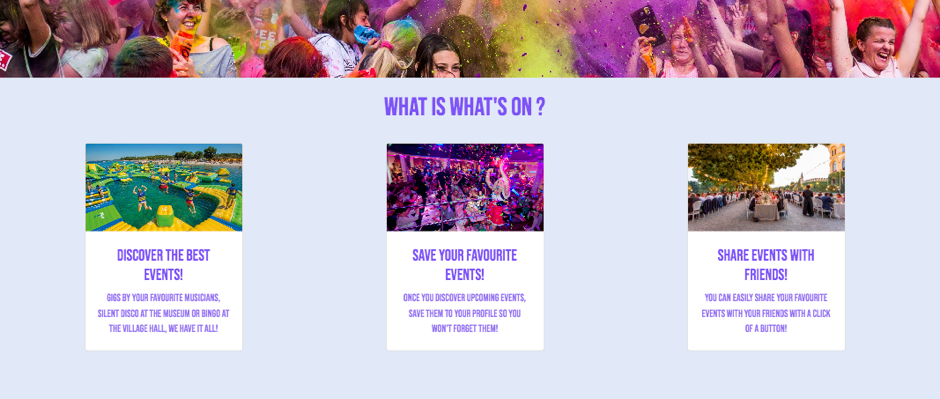 WHAT IS WHAT'S ON ?
DISCOVER THE BEST
EVENTS!
GIGS BY YOUR FAVOURITE MUSICIANS,
SILENT DISCO AT THE MUSEUM OR BINGO AT
THE VILLAGE HALL, WE HAVE IT ALL!
SAVE YOUR FAVOURITE
EVENTS!
ONCE YOU DISCOVER UPCOMING EVENTS,
SAVE THEM TO YOUR PROFILE SO YOU
WON'T FORGET THEM!
SHARE EVENTS WITH
FRIENDS!
YOU CAN EASILY SHARE YOUR FAVOURITE
EVENTS WITH YOUR FRIENDS WITH A CLICK
OF A BUTTON!